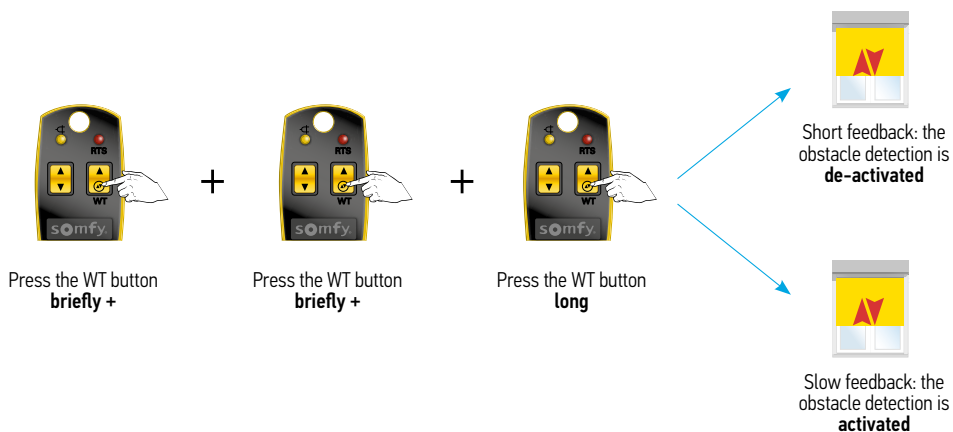 RTS
WT
somfy.
Press the WT button
briefly +
+
RTS
WT
somfy.
Press the WT button
briefly +
+
RTS
WT
somfy.
Press the WT button
long
Short feedback: the
obstacle detection is
de-activated
Slow feedback: the
obstacle detection is
activated